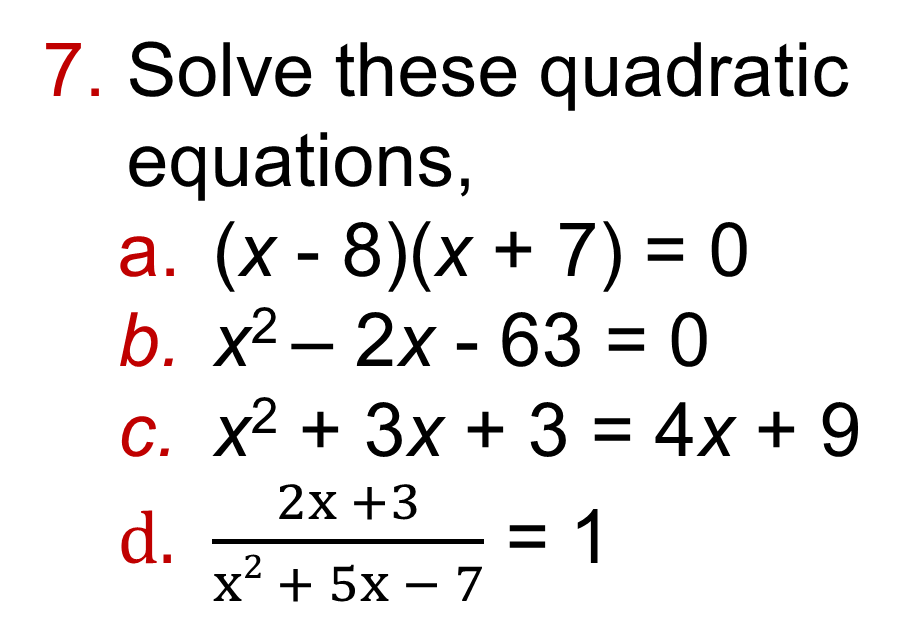 7. Solve these quadratic
equations,
a. (x - 8)(x + 7) = 0
b. x² – 2x - 63 = 0
c. x² + 3x + 3 = 4x + 9
d. \frac{2x +3}{x² + 5x − 7} = 1